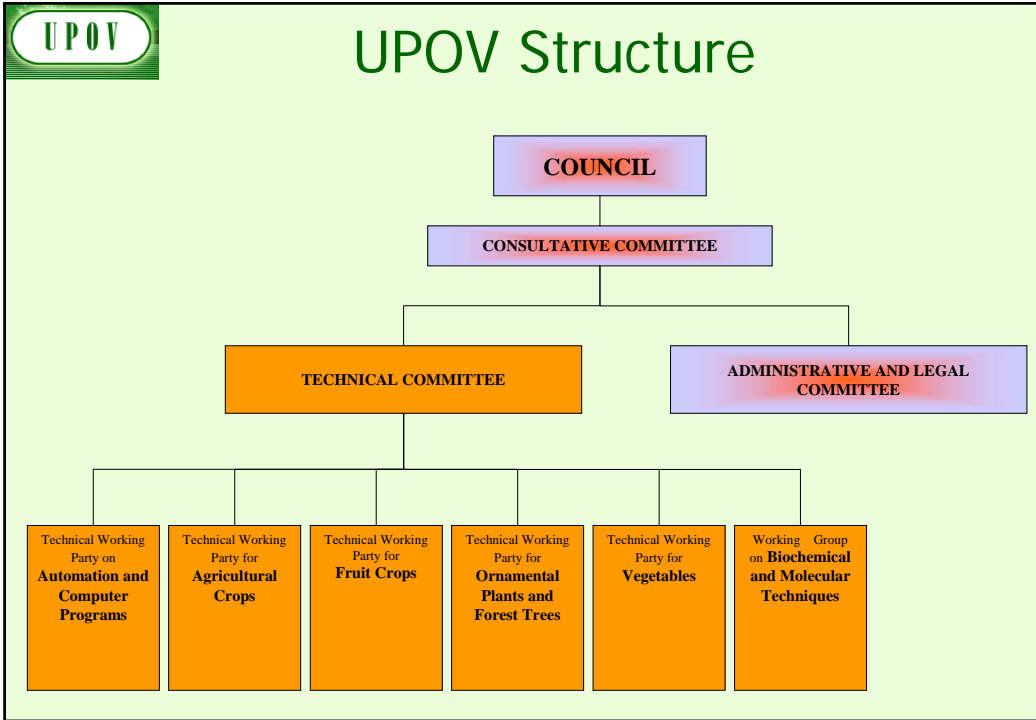 UPOV
UPOV Structure
COUNCIL
CONSULTATIVE COMMITTEE
TECHNICAL COMMITTEE
ADMINISTRATIVE AND LEGAL
COMMITTEE
Technical Working
Party on
Automation and
Computer
Programs
Technical Working
Party for
Agricultural
Crops
Technical Working
Party for
Fruit Crops
Technical Working
Party for
Ornamental
Plants and
Forest Trees
Technical Working
Party for
Vegetables
Working Group
on Biochemical
and Molecular
Techniques